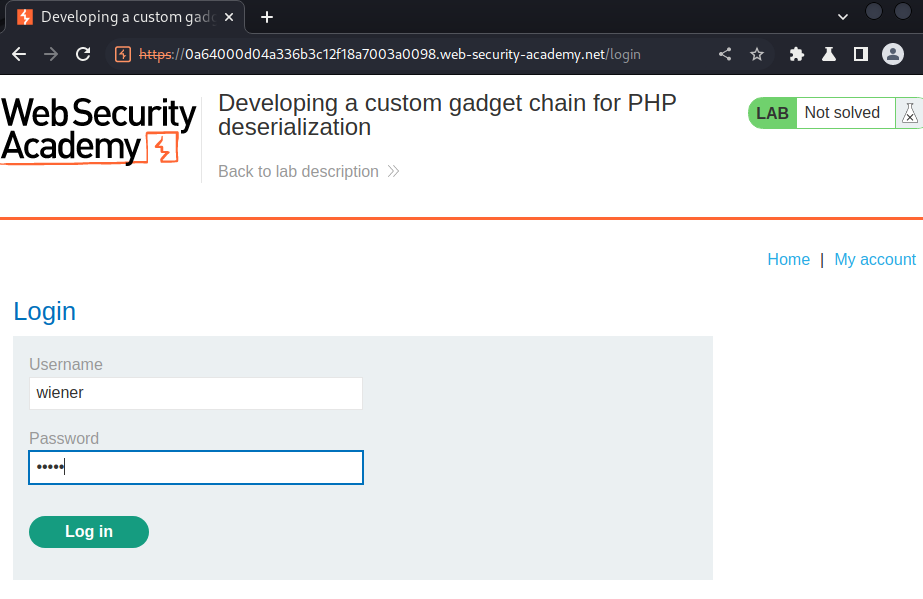 Developing a custom gadg
https://0a64000d04a336b3c12f18a7003a0098.web-security-academy.net/login
Web Security
Academy
Developing a custom gadget chain for PHP
deserialization
LAB Not solved
Back to lab description
Home | My account
Login
Username
wiener
Password
•••••
Log in